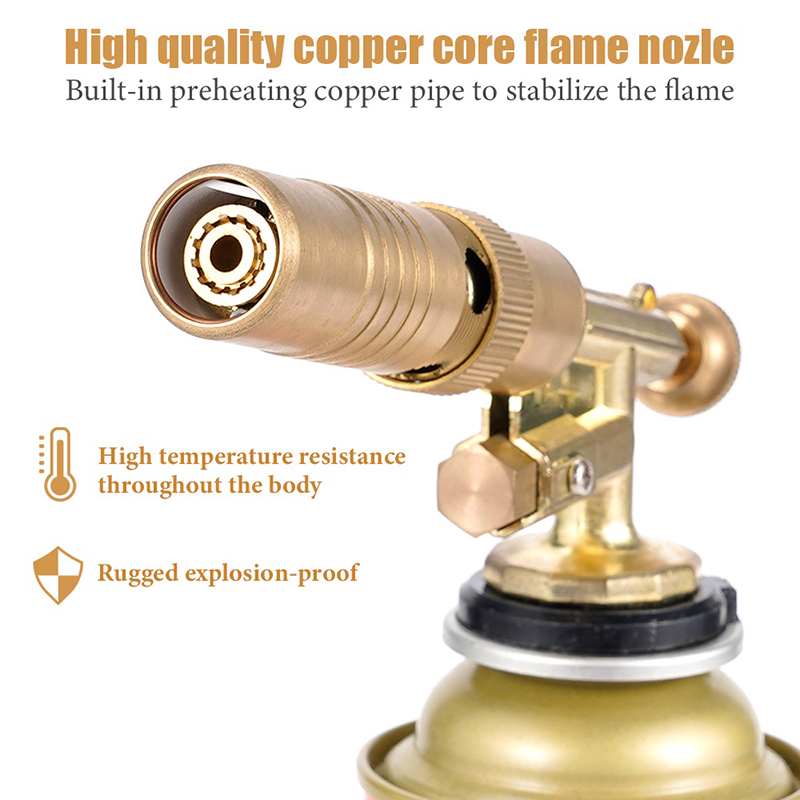 High quality copper core flame nozle
Built-in preheating copper pipe to stabilize the flame
High temperature resistance
throughout the body
Rugged explosion-proof